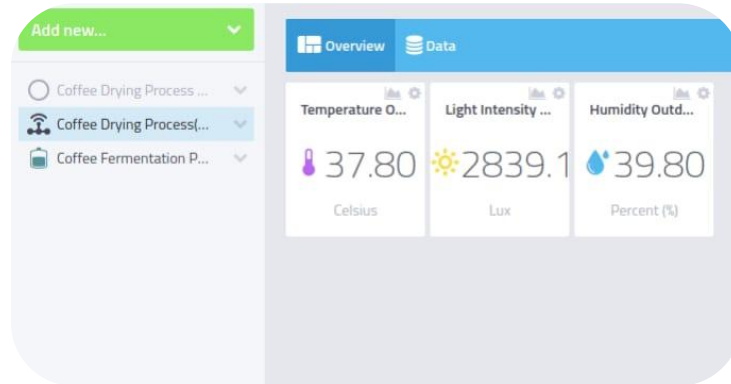 Add new...
Overview
Data
Coffee Drying Process ...
Coffee Drying Process(...
Coffee Fermentation P...
Temperature O...
37.80
Celsius
Light Intensity ...
2839.1
Lux
Humidity Outd...
39.80
Percent (%)